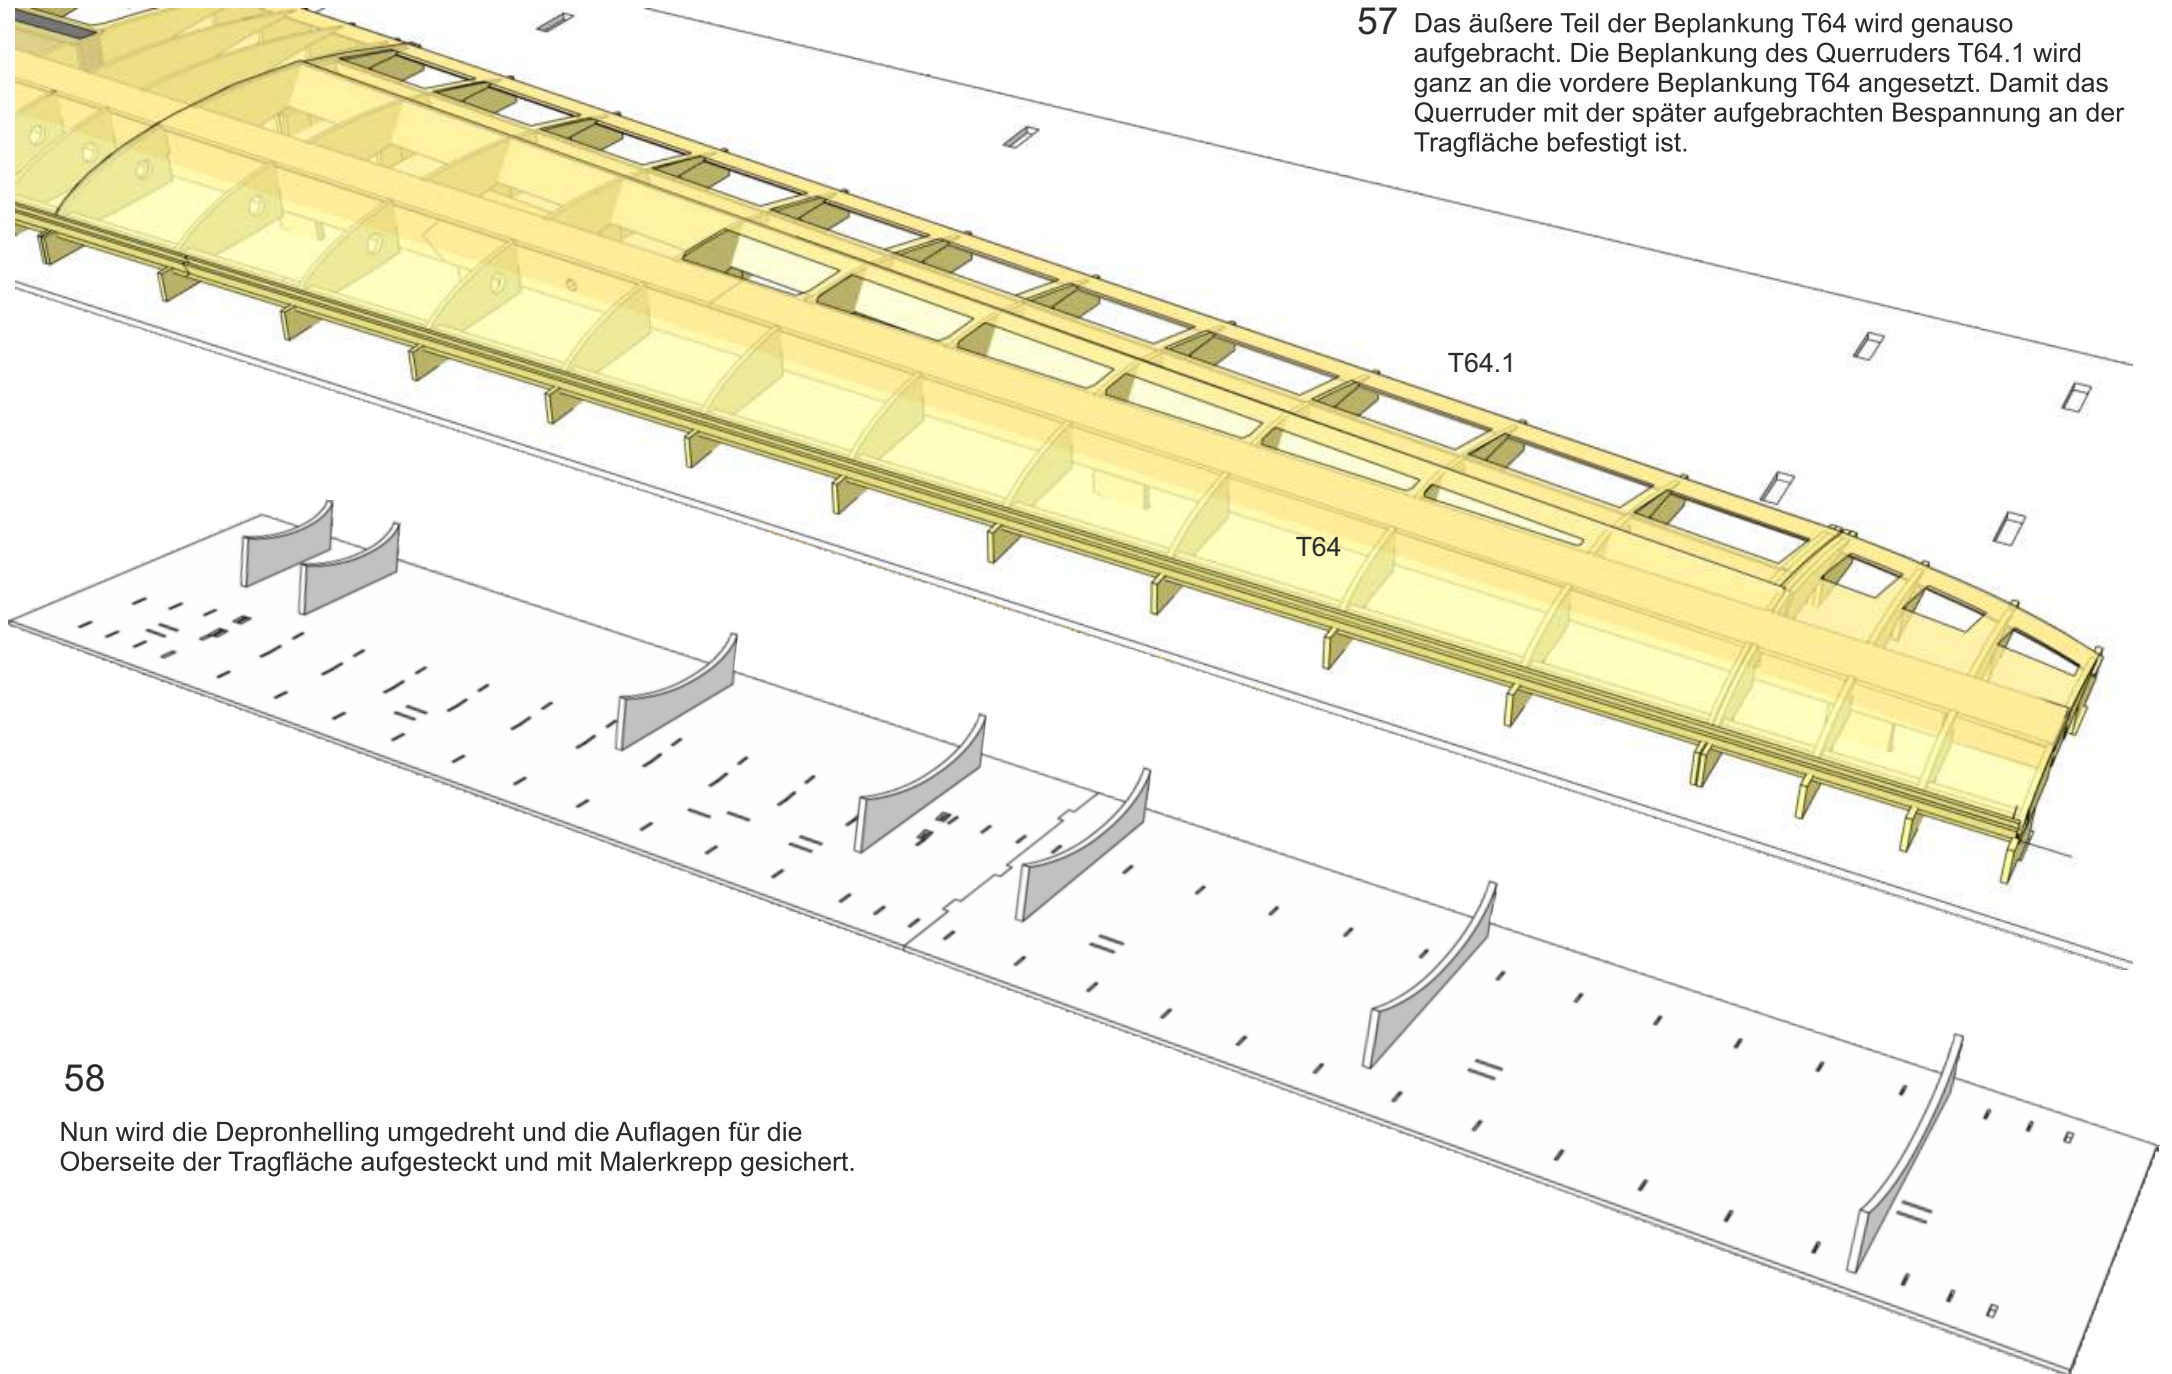 57 Das äußere Teil der Beplankung T64 wird genauso
aufgebracht. Die Beplankung des Querruders T64.1 wird
ganz an die vordere Beplankung T64 angesetzt. Damit das
Querruder mit der später aufgebrachten Bespannung an der
Tragfläche befestigt ist.
T64.1
T64
58
Nun wird die Depronhelling umgedreht und die Auflagen für die
Oberseite der Tragfläche aufgesteckt und mit Malerkrepp gesichert.